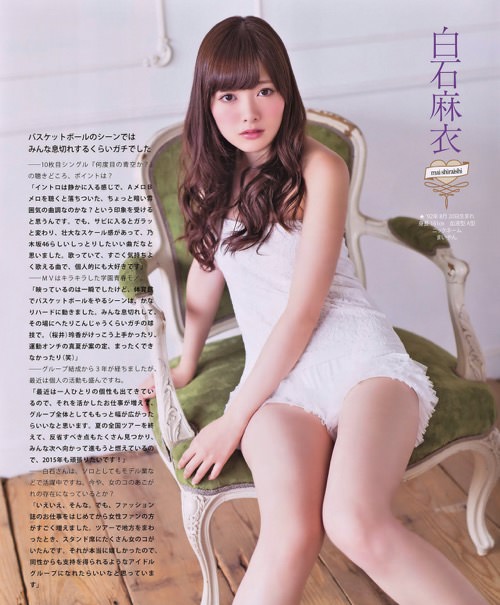 白石麻衣
mai shiraishi
バスケットボールのシーンでは
みんな息切れするくらいガチでした
──10枚目シングル『何度目の青空か?』
の聴きどころ、ポイントは?
「イントロは静かに入る感じで、Aメロ B
メロを聴くと落ちついた、ちょっと暗い雰
囲気の曲調なのかな?という印象を受ける
と思うんです。でも、サビに入るとガラッ
と変わり、壮大なスケール感があって、乃
木坂46らしいしっとりしたいい曲だなと
思いました。歌っていて、すごく気持ちよ
く歌える曲で、個人的にも大好きです」
──MVはキラキラした学園青春モノ。
「映っているのは一瞬でしたけど、体育館
でバスケットボールをやるシーンは、かな
りハードに動きました。みんな息切れして、
その場にへたりこんじゃうくらいガチの球
技で。(桜井)玲香がけっこう上手かったり、
運動オンチの真夏が案の定、まったくでき
なかったり(笑)」
──グループ結成から3年が経ちましたが、
最近は個人の活動も盛んですね。
「最近は一人ひとりの個性も出てきてい
るので、それを活かしたお仕事が増え、
グループ全体としてももっと幅が広がった
らいいなと思います。夏の全国ツアーを終
えて、反省すべき点もたくさん見つかり、
みんな次へ向かって進もうと燃えているの
で、2015年も頑張りたいです!」
──白石さんは、ソロとしてもモデル業な
どで活躍中ですね。今や、女のコのあこが
れの存在になっているとか?
「いえいえ、そんな。でも、ファッション
誌のお仕事をはじめてから女性ファンの方
がすごく増えました。ツアーで地方をまわ
ったとき、スタンド席にたくさん女のコが
いたんです。それが本当に嬉しかったので、
同性からも支持を得られるようなアイドル
グループになれたらいいなと思っていま
す」